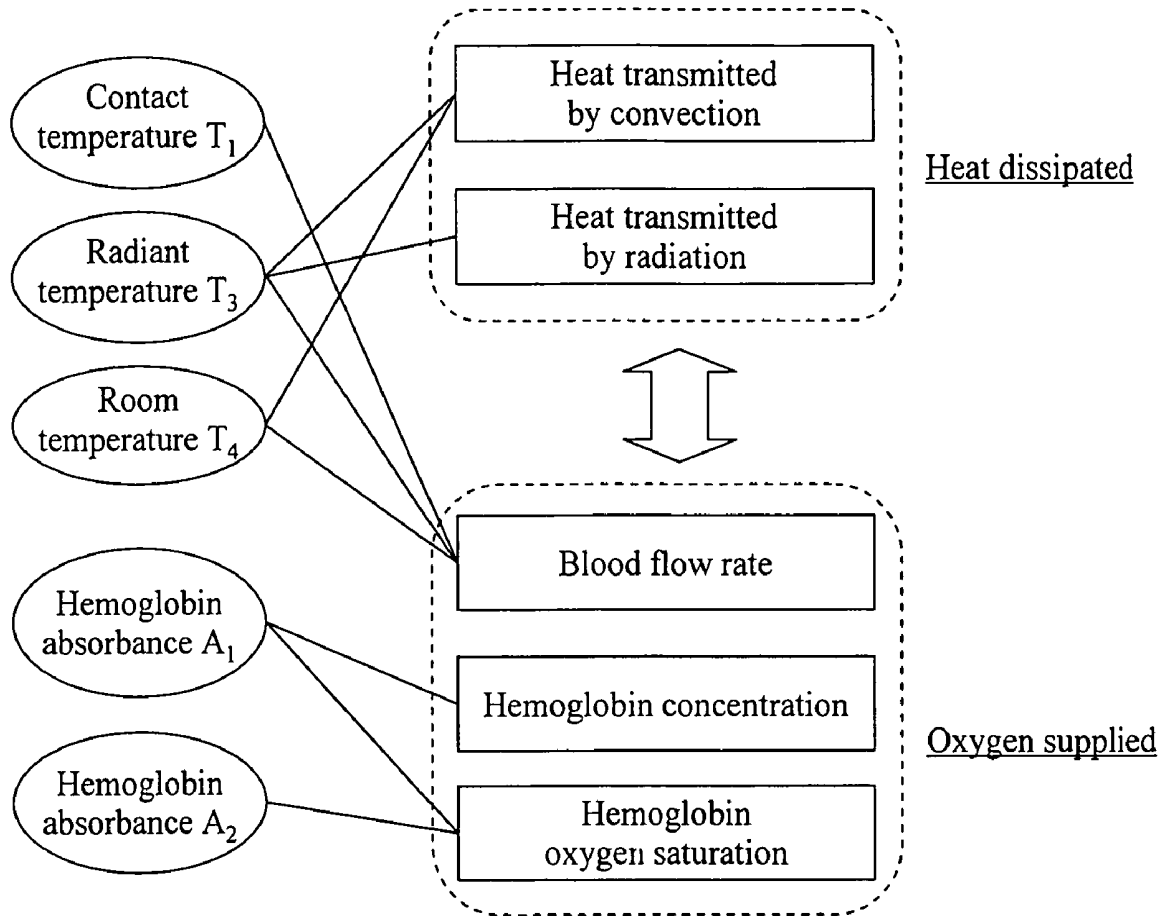 Contact
temperature T₁
Radiant
temperature T₃
Room
temperature T₄
Hemoglobin
absorbance A₁
Hemoglobin
absorbance A₂
Heat transmitted
by convection
Heat transmitted
by radiation
Heat dissipated
Blood flow rate
Hemoglobin concentration
Hemoglobin
oxygen saturation
Oxygen supplied